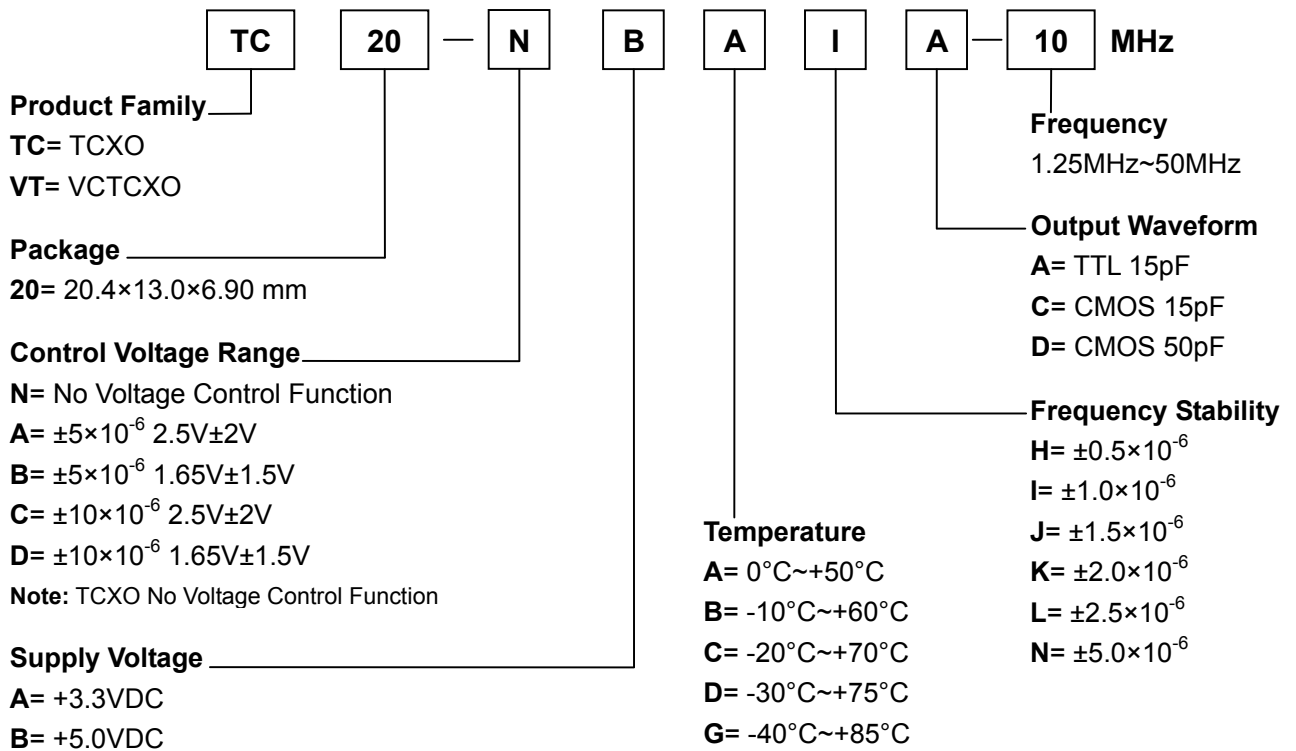 TC 20 — N B A I A — 10 MHz
Product Family
TC= TCXO
VT= VCTCXO
Package
20= 20.4×13.0×6.90 mm
Control Voltage Range
N= No Voltage Control Function
A= ±5×10⁻⁶ 2.5V±2V
B= ±5×10⁻⁶ 1.65V±1.5V
C= ±10×10⁻⁶ 2.5V±2V
D= ±10×10⁻⁶ 1.65V±1.5V
Note: TCXO No Voltage Control Function
Supply Voltage
A= +3.3VDC
B= +5.0VDC
Temperature
A= 0°C~+50°C
B= -10°C~+60°C
C= -20°C~+70°C
D= -30°C~+75°C
G= -40°C~+85°C
Frequency
1.25MHz~50MHz
Output Waveform
A= TTL 15pF
C= CMOS 15pF
D= CMOS 50pF
Frequency Stability
H= ±0.5×10⁻⁶
I= ±1.0×10⁻⁶
J= ±1.5×10⁻⁶
K= ±2.0×10⁻⁶
L= ±2.5×10⁻⁶
N= ±5.0×10⁻⁶